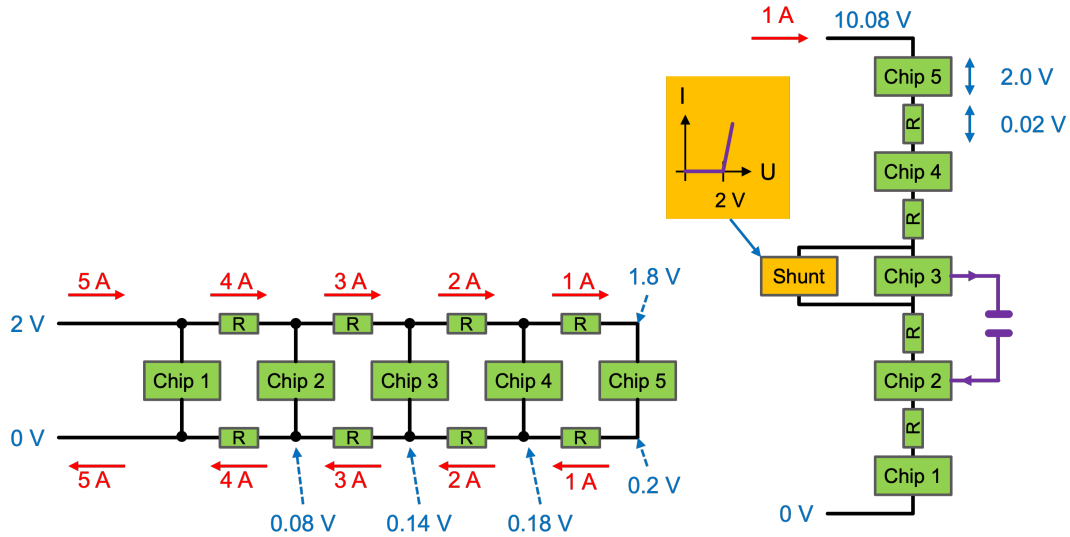 1 A
10.08 V
Chip 5
2.0 V
R
0.02 V
I
U
2 V
Chip 4
R
Shunt
Chip 3
R
Chip 2
R
Chip 1
0 V
5 A
4 A
3 A
2 A
1 A
1.8 V
2 V
R
R
R
R
Chip 1
Chip 2
Chip 3
Chip 4
Chip 5
0 V
R
R
R
R
5 A
4 A
3 A
2 A
1 A
0.2 V
0.08 V
0.14 V
0.18 V